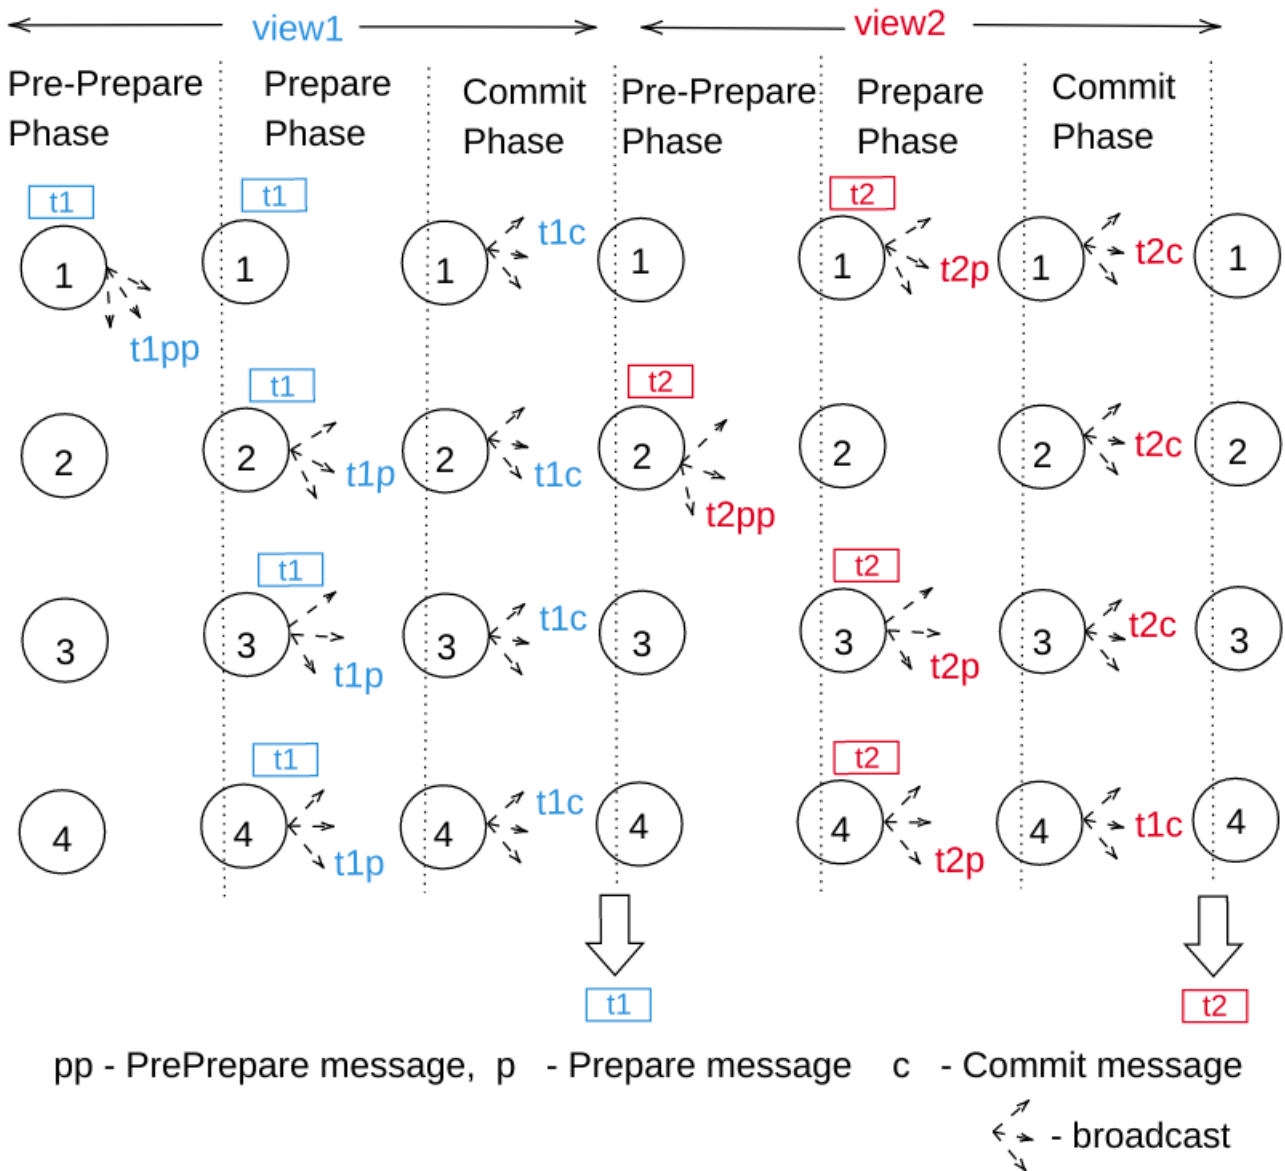 view1
view2
Pre-Prepare
Phase
Prepare
Phase
Commit
Phase
Pre-Prepare
Phase
Prepare
Phase
Commit
Phase
t1
t1
t2
1
t1pp
1
1
t1c
1
1
t2p
1
t2c
1
t1
t2
2
2
t1p
2
t1c
2
t2pp
2
2
t2c
2
t1
t2
3
3
t1p
3
t1c
3
3
t2p
3
t2c
3
t1
t2
4
4
t1p
4
t1c
4
4
t2p
4
t1c
4
t1
t2
pp - PrePrepare message, p - Prepare message c - Commit message
- broadcast